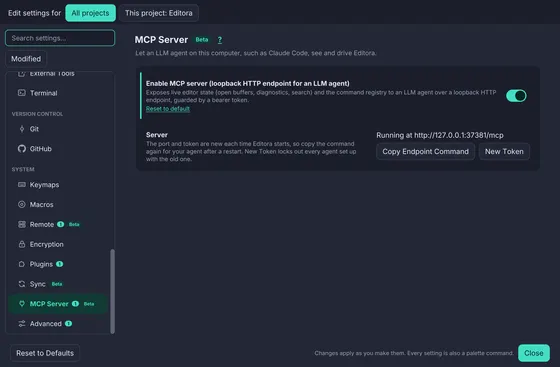 Edit settings for All projects This project: Editora
Search settings...
Modified
External Tools
Terminal
VERSION CONTROL
Git
GitHub
SYSTEM
Keymaps
Macros
Remote 1 Beta
Encryption
Plugins 1
Sync Beta
MCP Server 1 Beta
Advanced 1
MCP Server Beta ?
Let an LLM agent on this computer, such as Claude Code, see and drive Editora.
Enable MCP server (loopback HTTP endpoint for an LLM agent)
Exposes live editor state (open buffers, diagnostics, search) and the command registry to an LLM agent over a loopback HTTP
endpoint, guarded by a bearer token.
Reset to default
Server
The port and token are new each time Editora starts, so copy the command
again for your agent after a restart. New Token locks out every agent set up
with the old one.
Running at http://127.0.0.1:37381/mcp
Copy Endpoint Command New Token
Reset to Defaults
Changes apply as you make them. Every setting is also a palette command.
Close